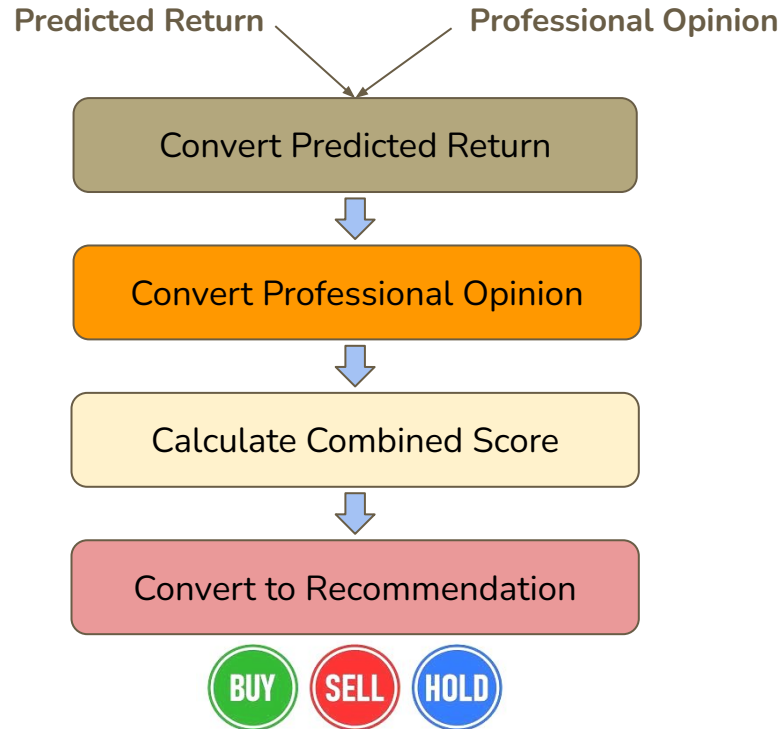 Predicted Return
Professional Opinion
Convert Predicted Return
Convert Professional Opinion
Calculate Combined Score
Convert to Recommendation
BUY
SELL
HOLD